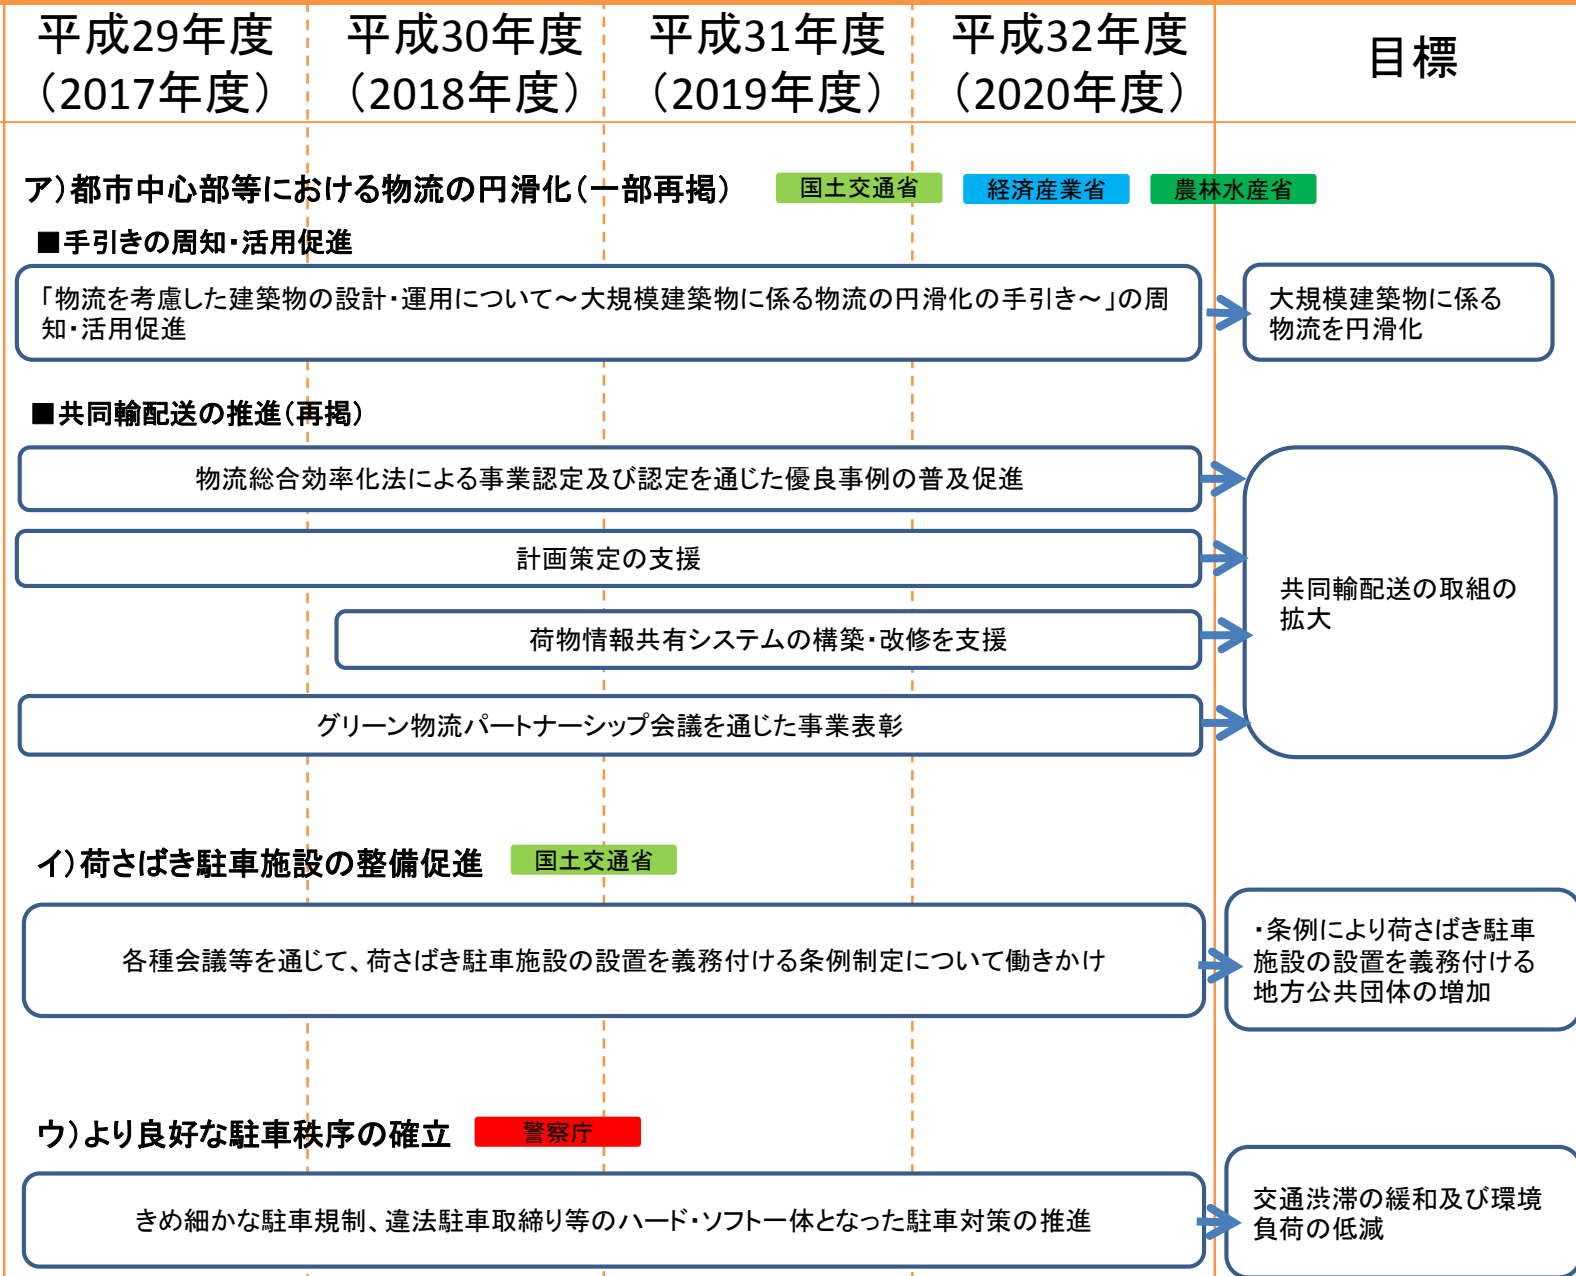 平成29年度 平成30年度 平成31年度 平成32年度 目標
（2017年度） （2018年度） （2019年度） （2020年度）
ア）都市中心部等における物流の円滑化（一部再掲） 国土交通省 経済産業省 農林水産省
■手引きの周知・活用促進
「物流を考慮した建築物の設計・運用について～大規模建築物に係る物流の円滑化の手引き～」の周
知・活用促進
大規模建築物に係る
物流を円滑化
■共同輸配送の推進（再掲）
物流総合効率化法による事業認定及び認定を通じた優良事例の普及促進
計画策定の支援
荷物情報共有システムの構築・改修を支援
グリーン物流パートナーシップ会議を通じた事業表彰
共同輸配送の取組の
拡大
イ）荷さばき駐車施設の整備促進 国土交通省
各種会議等を通じて、荷さばき駐車施設の設置を義務付ける条例制定について働きかけ
・条例により荷さばき駐車
施設の設置を義務付ける
地方公共団体の増加
ウ）より良好な駐車秩序の確立 警察庁
きめ細かな駐車規制、違法駐車取締り等のハード・ソフト一体となった駐車対策の推進
交通渋滞の緩和及び環境
負荷の低減